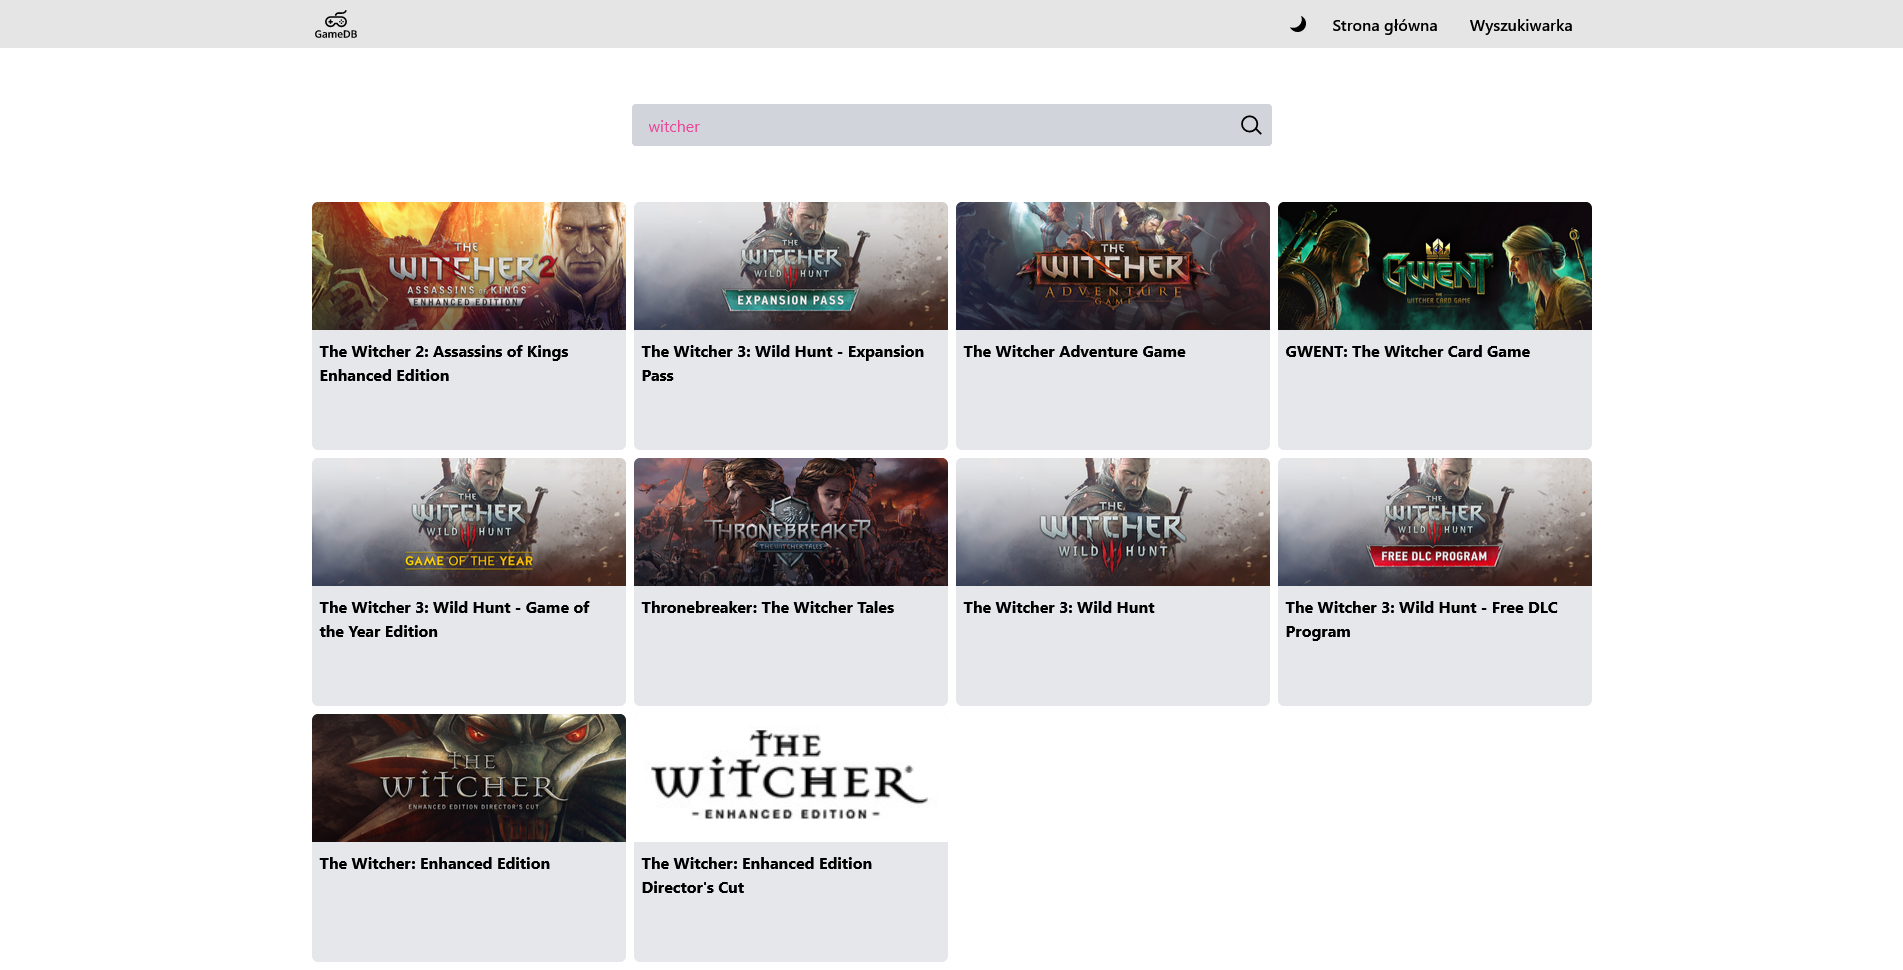 GameDB
Strona główna
Wyszukiwarka
witcher
THE
WITCHER 2
ASSASSINS OF KINGS
ENHANCED EDITION
The Witcher 2: Assassins of Kings
Enhanced Edition
THE
WITCHER
WILD HUNT
EXPANSION PASS
The Witcher 3: Wild Hunt - Expansion
Pass
THE
WITCHER
ADVENTURE
GAME
The Witcher Adventure Game
GWENT
THE
WITCHER CARD GAME
GWENT: The Witcher Card Game
THE
WITCHER
WILD HUNT
GAME OF THE YEAR
The Witcher 3: Wild Hunt - Game of
the Year Edition
THRONEBREAKER
THE WITCHER TALES
Thronebreaker: The Witcher Tales
THE
WITCHER
WILD HUNT
The Witcher 3: Wild Hunt
THE
WITCHER
WILD HUNT
FREE DLC PROGRAM
The Witcher 3: Wild Hunt - Free DLC
Program
THE
WITCHER
ENHANCED EDITION DIRECTOR'S CUT
The Witcher: Enhanced Edition
THE
WITCHER®
- ENHANCED EDITION -
The Witcher: Enhanced Edition
Director's Cut